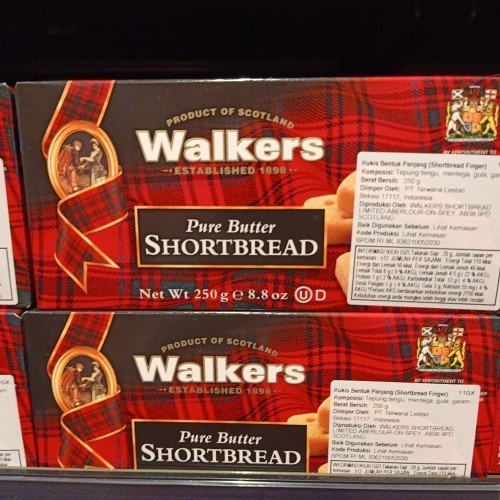 PRODUCT OF SCOTLAND
Walkers
ESTABLISHED 1898
Pure Butter
SHORTBREAD
Net Wt 250g e 8.8 oz U D
BY APPOINTMENT TO
Kukis Bentuk Panjang (Shortbread Finger)
Komposisi: Tepung terigu, mentega, gula, garam
Berat Bersih: 250 g
Diimpor Oleh: PT. Nirwana Lestari
Bekasi 17117, Indonesia
Diproduksi Oleh: WALKERS SHORTBREAD
LIMITED ABERLOUR-ON-SPEY, AB38 9PD
SCOTLAND
Baik Digunakan Sebelum: Lihat Kemasan
Kode Produksi: Lihat Kemasan
BPOM RI ML 836210052030
PRODUCT OF SCOTLAND
Walkers
ESTABLISHED 1898
Pure Butter
SHORTBREAD
BY APPOINTMENT TO
Kukis Bentuk Panjang (Shortbread Finger) 11GX
Komposisi: Tepung terigu, mentega, gula, garam
Berat Bersih: 250 g
Diimpor Oleh: PT. Nirwana Lestari
Bekasi 17117, Indonesia
Diproduksi Oleh: WALKERS SHORTBREAD
LIMITED ABERLOUR-ON-SPEY, AB38 9PD
SCOTLAND
Baik Digunakan Sebelum: Lihat Kemasan
Kode Produksi: Lihat Kemasan
BPOM RI ML 836210052030